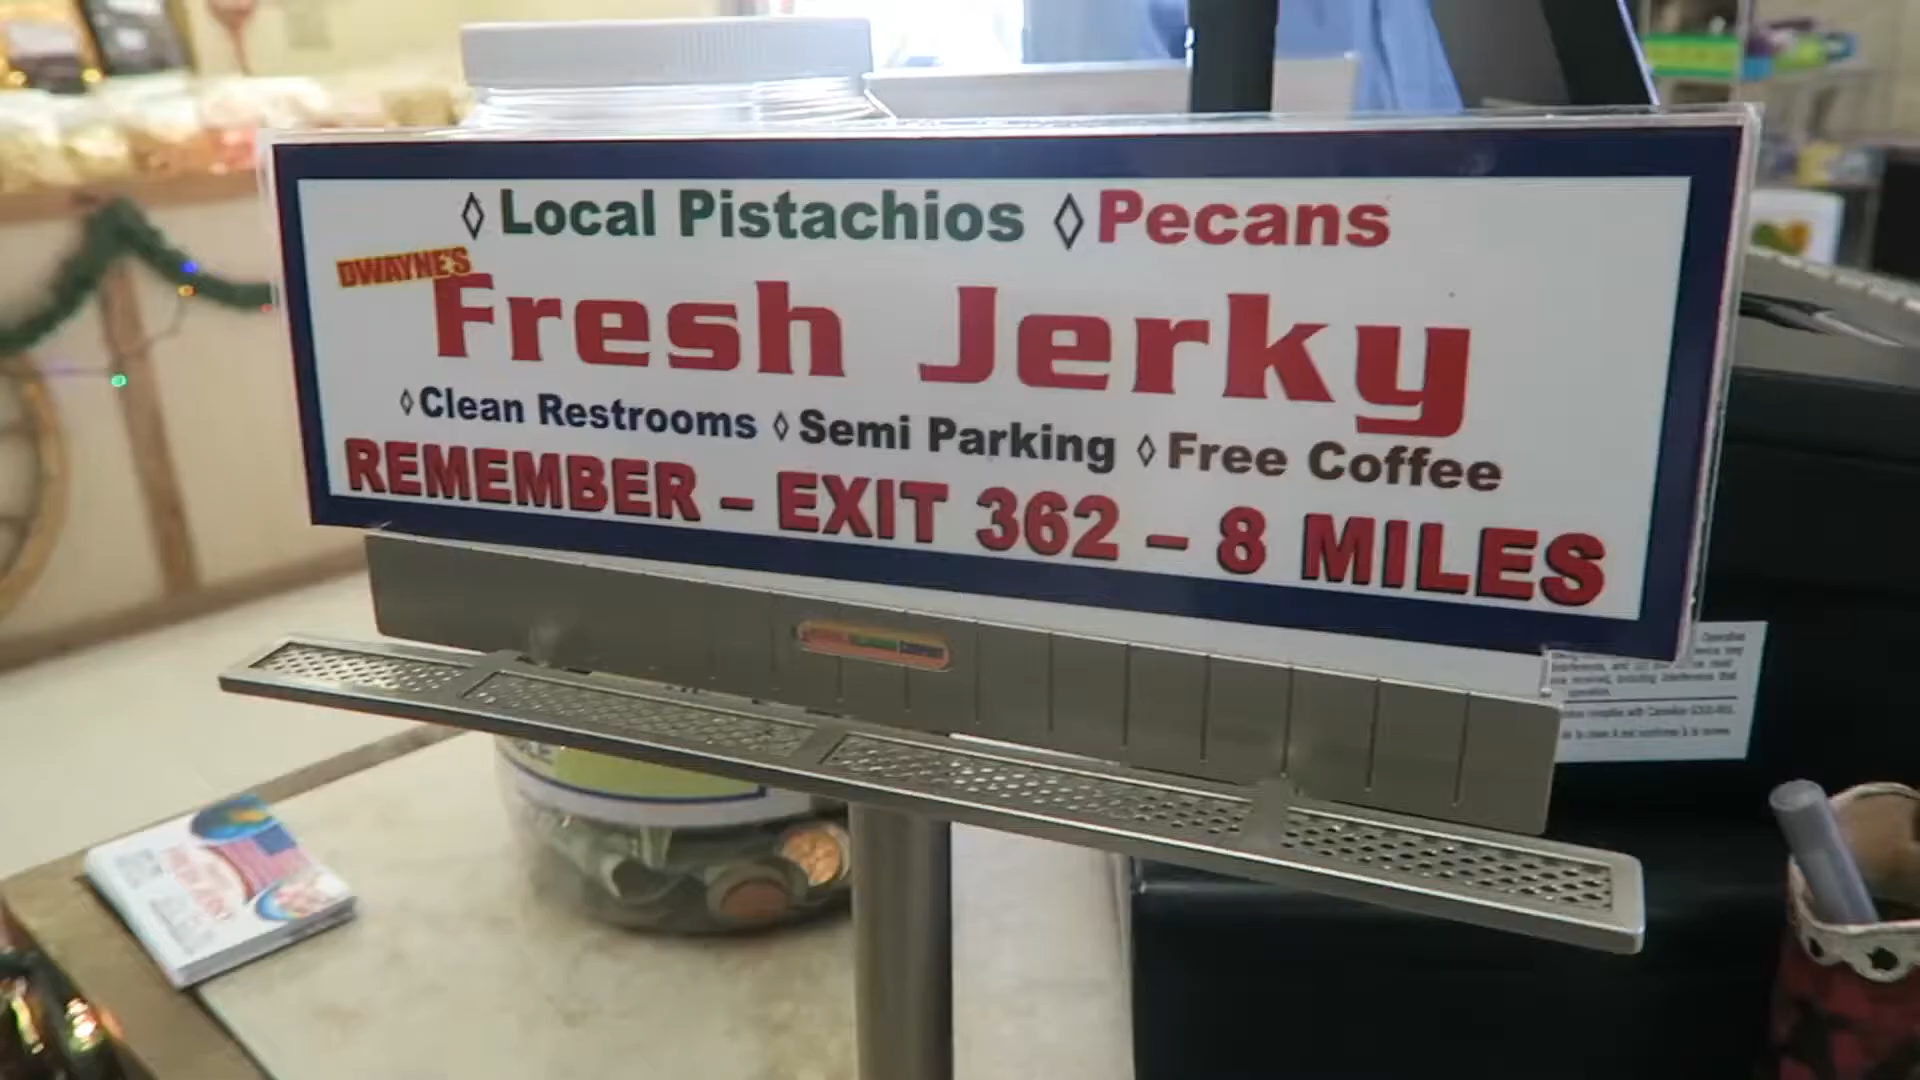 ◊Local Pistachios ◊Pecans
DWAYNE'S
Fresh Jerky
◊Clean Restrooms ◊Semi Parking ◊Free Coffee
REMEMBER – EXIT 362 – 8 MILES